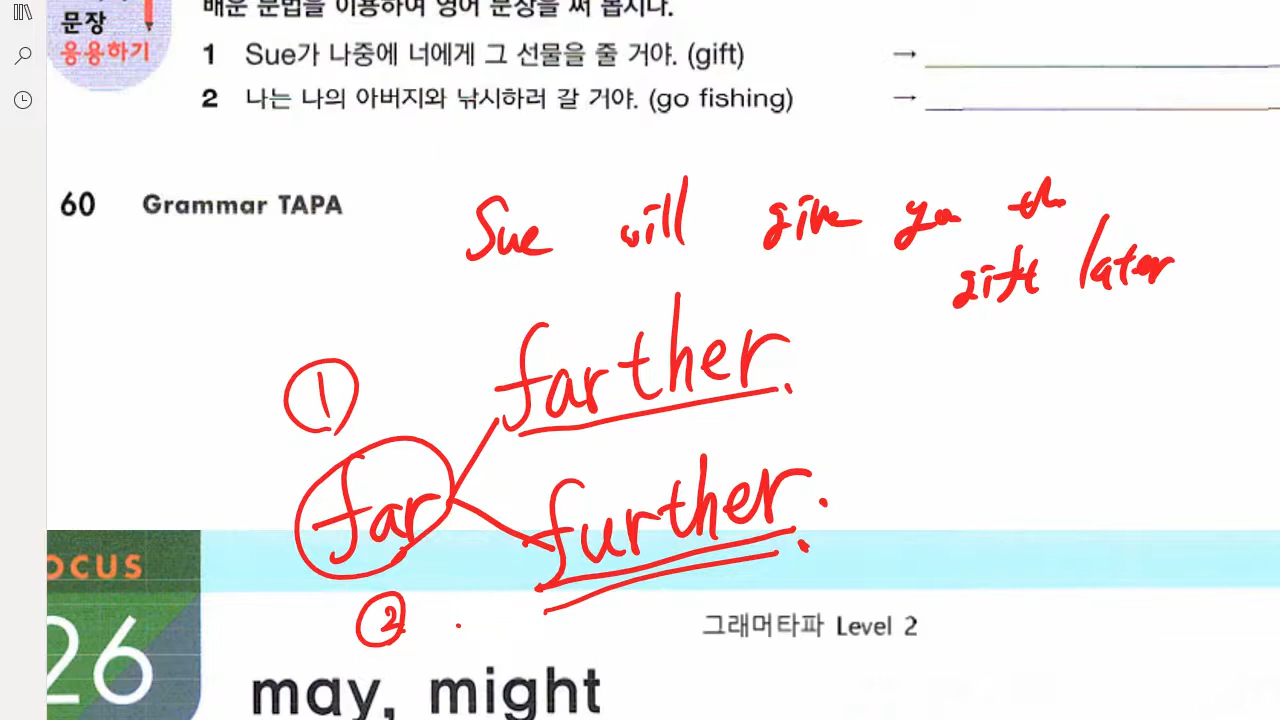 배운 문법을 이용하여 영어 문장을 써 봅시다.
문장
응용하기
1 Sue가 나중에 너에게 그 선물을 줄 거야. (gift) →
2 나는 나의 아버지와 낚시하러 갈 거야. (go fishing) →
60 Grammar TAPA
Sue will give you the
gift later
①
farther.
far
further.
②
OCUS
26
그래머타파 Level 2
may, might